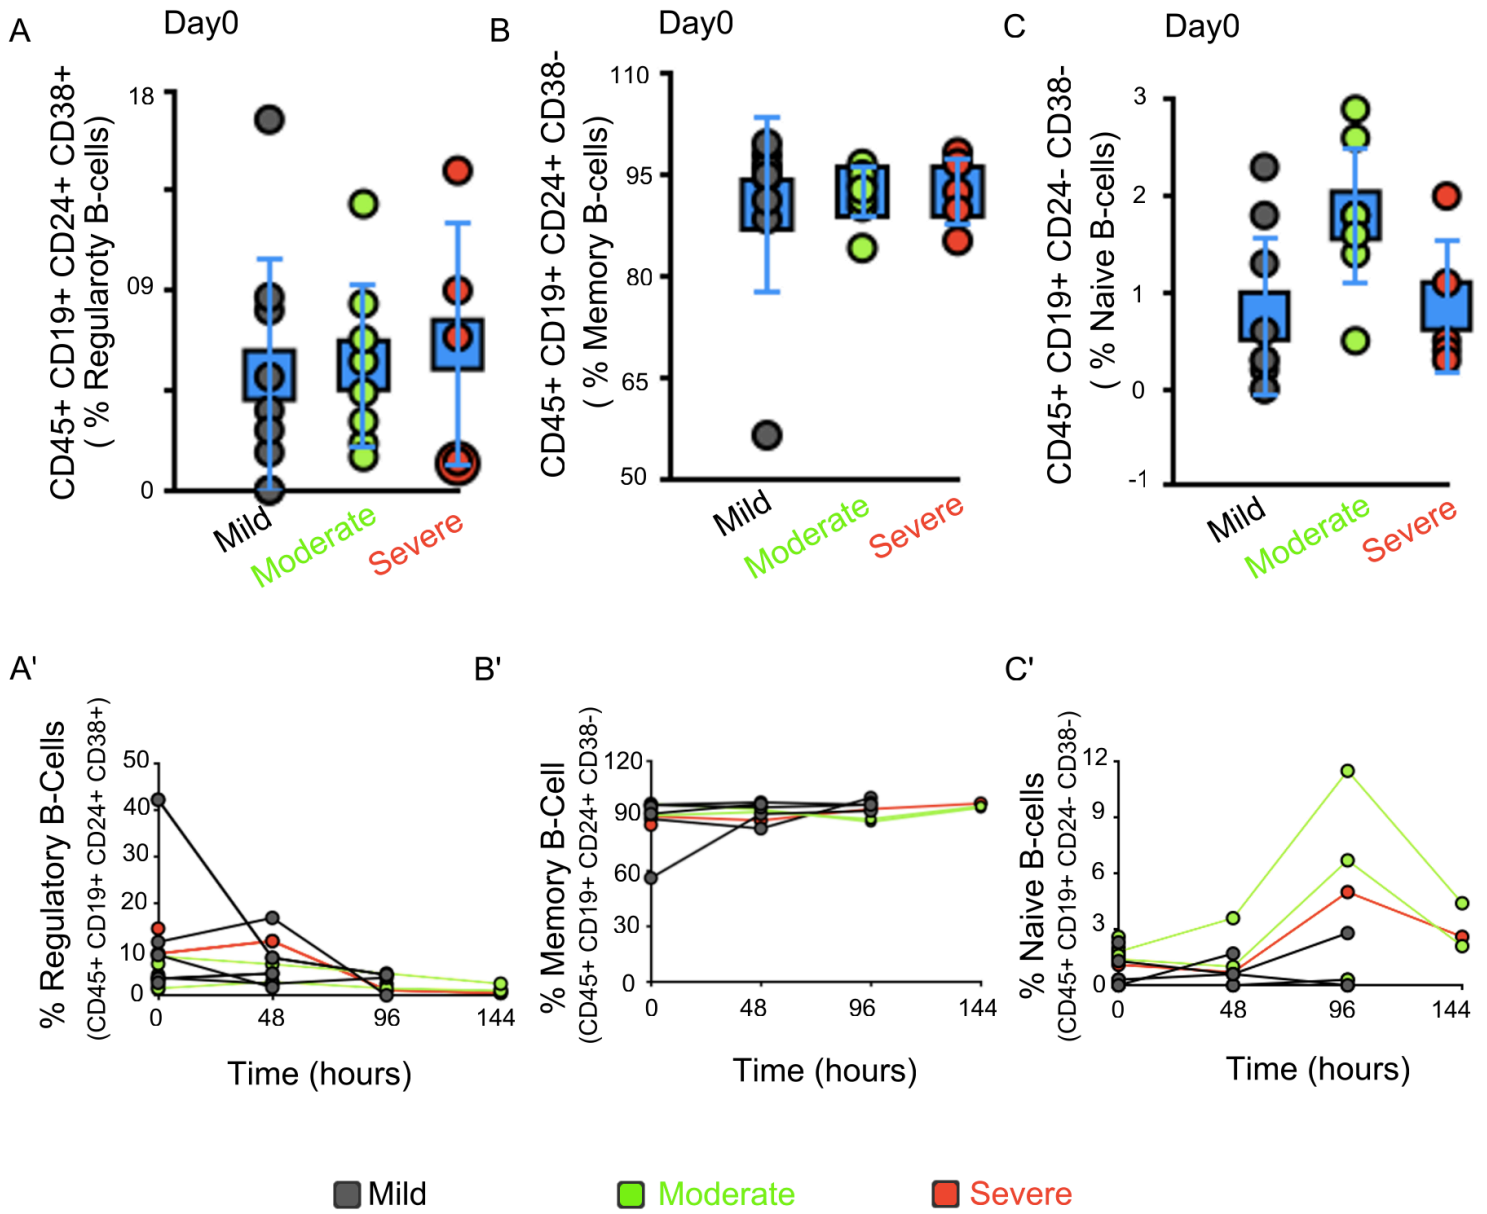 A
Day0
CD45+ CD19+ CD24+ CD38+
( % Regularoty B-cells)
18
09
0
Mild
Moderate
Severe
B
Day0
CD45+ CD19+ CD24+ CD38-
( % Memory B-cells)
110
95
80
65
50
Mild
Moderate
Severe
C
Day0
CD45+ CD19+ CD24- CD38-
( % Naive B-cells)
3
2
1
0
-1
Mild
Moderate
Severe
A'
% Regulatory B-Cells
(CD45+ CD19+ CD24+ CD38+)
50
40
30
20
10
0
0 48 96 144
Time (hours)
B'
% Memory B-Cell
(CD45+ CD19+ CD24+ CD38-)
120
90
60
30
0
0 48 96 144
Time (hours)
C'
% Naive B-cells
(CD45+ CD19+ CD24- CD38-)
12
9
6
3
0
0 48 96 144
Time (hours)
Mild Moderate Severe